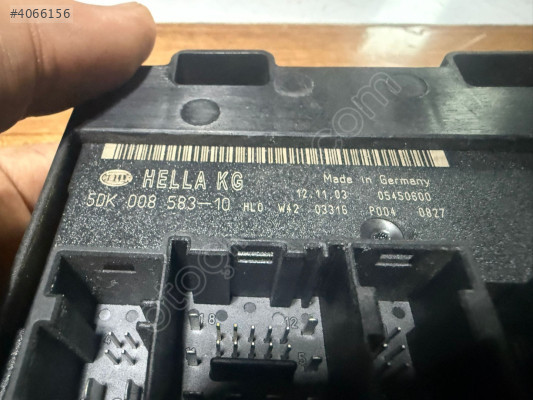 #4066156
HELLA HELLA KG Made in Germany
12.11.03 05450600
5DK 008 583-10 HLO W42 03316 P004 0827
18 12
5